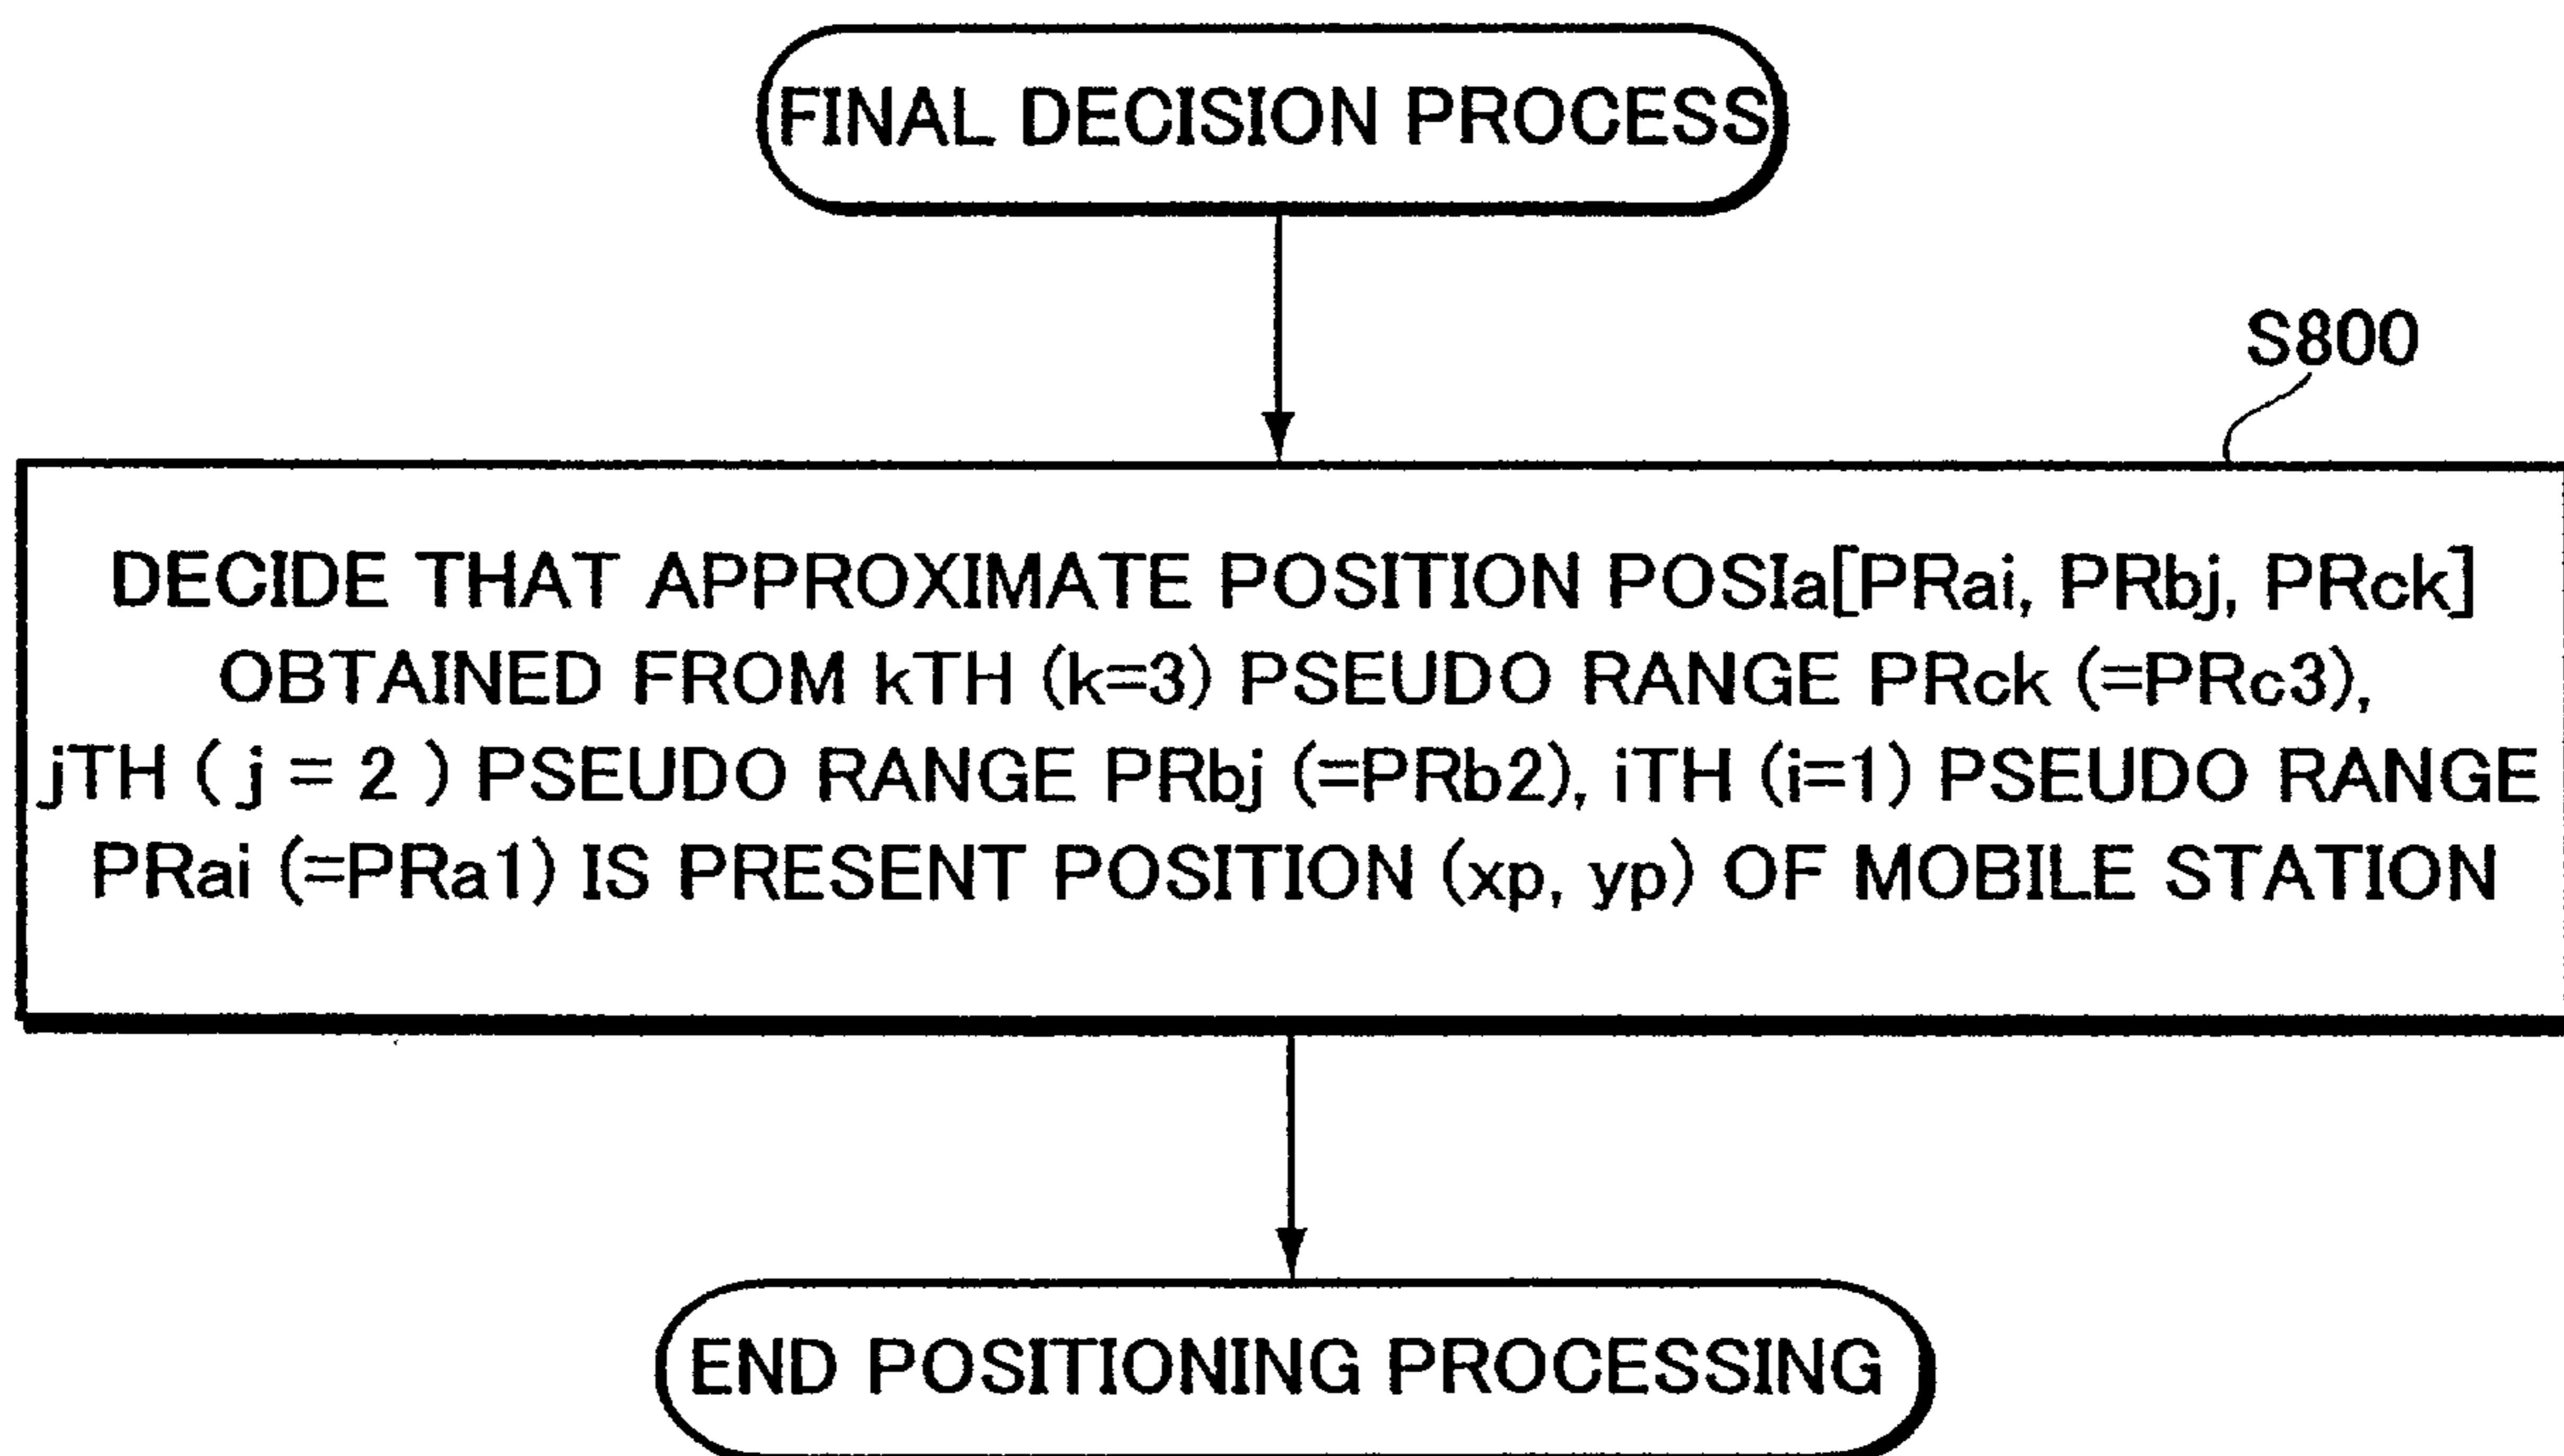 FINAL DECISION PROCESS
S800
DECIDE THAT APPROXIMATE POSITION POSIa[PRai, PRbj, PRck]
OBTAINED FROM kTH (k=3) PSEUDO RANGE PRck (=PRc3),
jTH ( j = 2 ) PSEUDO RANGE PRbj (=PRb2), iTH (i=1) PSEUDO RANGE
PRai (=PRa1) IS PRESENT POSITION (xp, yp) OF MOBILE STATION
END POSITIONING PROCESSING